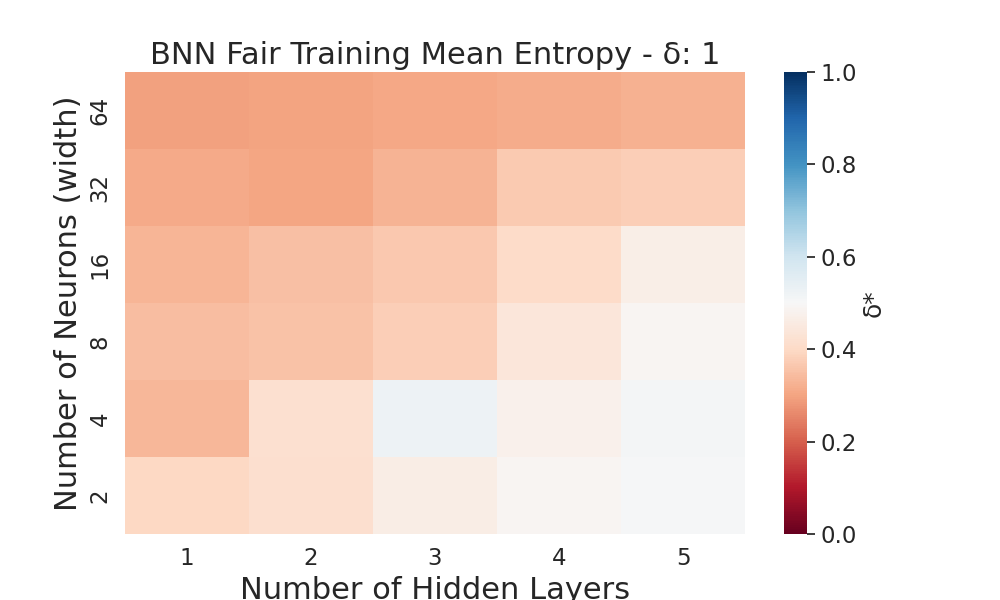 BNN Fair Training Mean Entropy - δ: 1
Number of Neurons (width)
64
32
16
8
4
2
1 2 3 4 5
Number of Hidden Layers
1.0
0.8
0.6
0.4
0.2
0.0
δ*